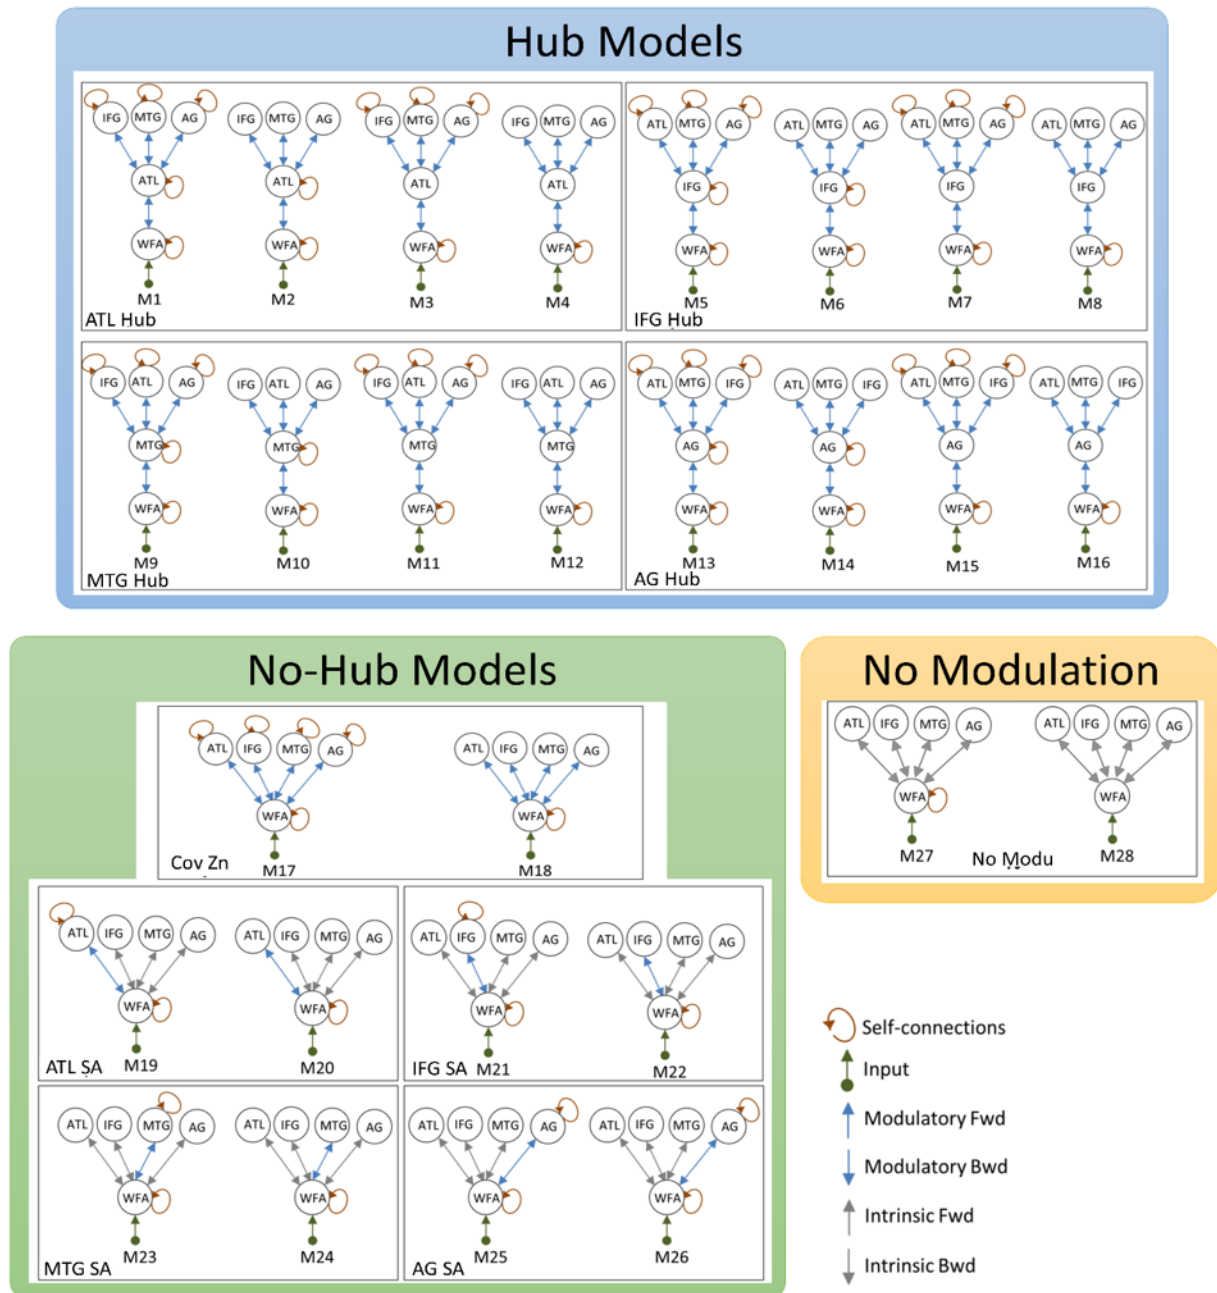 Hub Models
IFG MTG AG
ATL
WFA
M1
IFG MTG AG
ATL
WFA
M2
IFG MTG AG
ATL
WFA
M3
IFG MTG AG
ATL
WFA
M4
ATL Hub
ATL MTG AG
IFG
WFA
M5
ATL MTG AG
IFG
WFA
M6
ATL MTG AG
IFG
WFA
M7
ATL MTG AG
IFG
WFA
M8
IFG Hub
IFG ATL AG
MTG
WFA
M9
IFG ATL AG
MTG
WFA
M10
IFG ATL AG
MTG
WFA
M11
IFG ATL AG
MTG
WFA
M12
MTG Hub
ATL MTG IFG
AG
WFA
M13
ATL MTG IFG
AG
WFA
M14
ATL MTG IFG
AG
WFA
M15
ATL MTG IFG
AG
WFA
M16
AG Hub
No-Hub Models
ATL IFG MTG AG
WFA
M17
ATL IFG MTG AG
WFA
M18
Cov Zn
ATL IFG MTG AG
WFA
M19
ATL IFG MTG AG
WFA
M20
ATL SA
ATL IFG MTG AG
WFA
M21
ATL IFG MTG AG
WFA
M22
IFG SA
ATL IFG MTG AG
WFA
M23
ATL IFG MTG AG
WFA
M24
MTG SA
ATL IFG MTG AG
WFA
M25
ATL IFG MTG AG
WFA
M26
AG SA
No Modulation
ATL IFG MTG AG
WFA
M27
ATL IFG MTG AG
WFA
M28
No Modu
Self-connections
Input
Modulatory Fwd
Modulatory Bwd
Intrinsic Fwd
Intrinsic Bwd